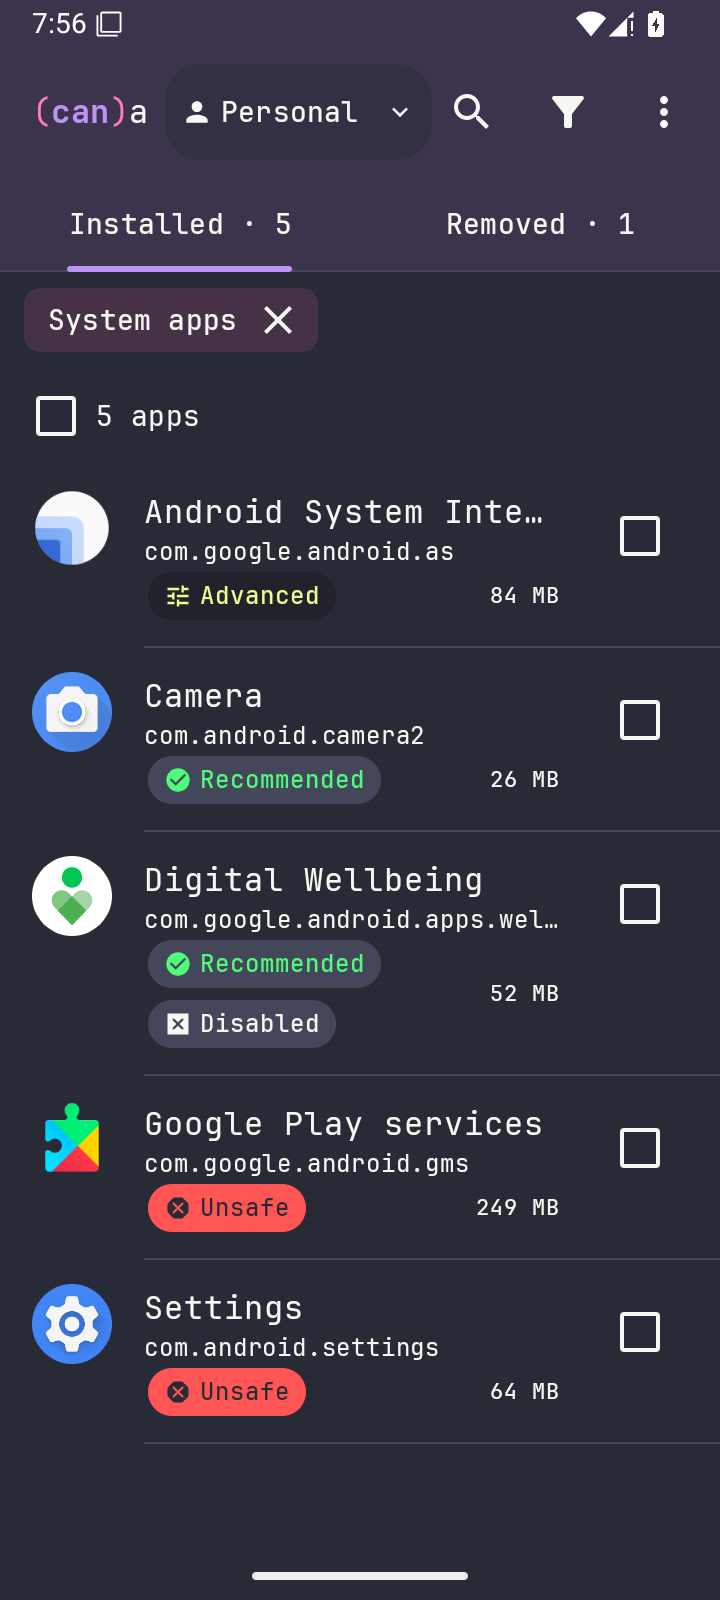 7:56
(can)a
Personal
Installed · 5
Removed · 1
System apps
5 apps
Android System Inte…
com.google.android.as
Advanced
84 MB
Camera
com.android.camera2
Recommended
26 MB
Digital Wellbeing
com.google.android.apps.wel…
Recommended
52 MB
Disabled
Google Play services
com.google.android.gms
Unsafe
249 MB
Settings
com.android.settings
Unsafe
64 MB